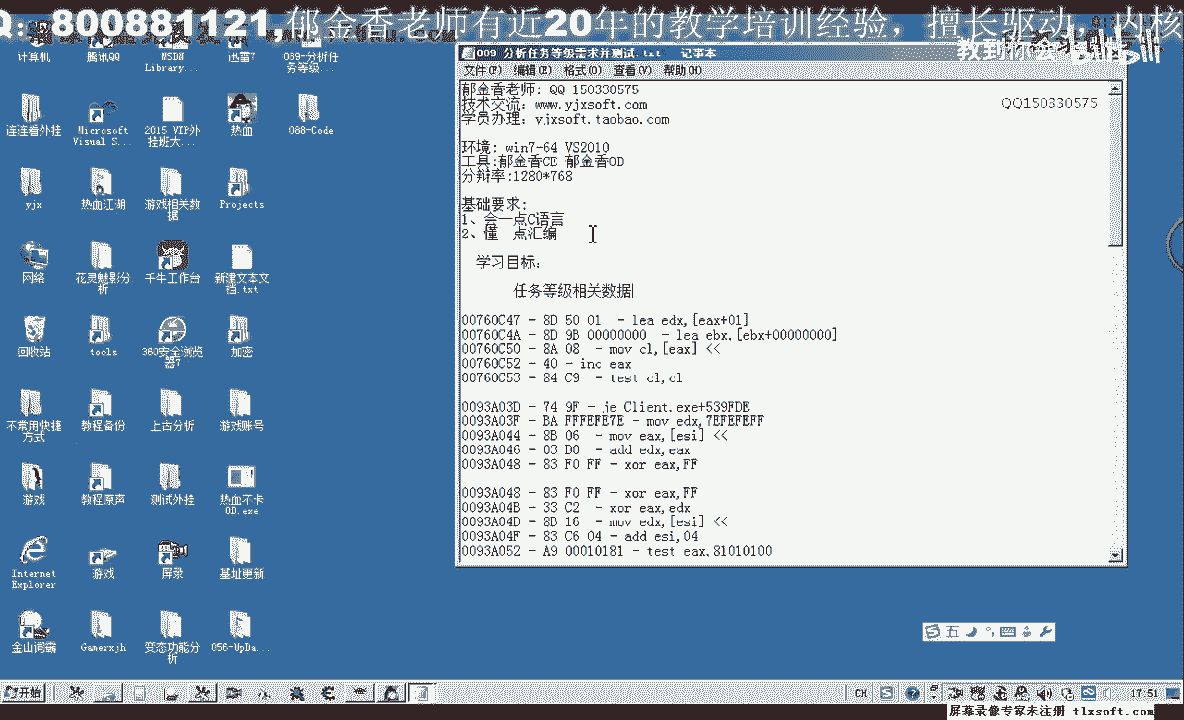 Q: 800881121,郁金香老师有近20年的教学培训经验，擅长驱动，内核
计算机
腾讯QQ
MSDN Library...
迅雷7
089-分析任务等级...
连连看外挂
Microsoft Visual S...
2015 VIP外挂班大...
热血
088-Code
yjx
热血江湖
游戏相关数据
Projects
网络
花灵魅影分析
千牛工作台
新建文本文档.txt
回收站
tools
360安全浏览器7
加密
不常用快捷方式
教程备份
上古分析
游戏账号
游戏
教程原声
测试外挂
热血不卡OD.exe
Internet Explorer
游戏
屏录
基址更新
金山词霸
Gamerxjh
变态功能分析
056-UpDa...
009 分析任务等级需求并测试.txt - 记事本
bilibili
文件(F) 编辑(E) 格式(O) 查看(V) 帮助(H)
郁金香老师: QQ 150330575
QQ150330575
技术交流: www.yjxsoft.com
学员办理: yjxsoft.taobao.com
环境: win7-64 VS2010
工具:郁金香CE 郁金香OD
分辩率:1280*768
基础要求:
1、会一点C语言
2、懂一点汇编
学习目标:
任务等级相关数据
00760C47 - 8D 50 01 - lea edx,[eax+01]
00760C4A - 8D 9B 00000000 - lea ebx,[ebx+00000000]
00760C50 - 8A 08 - mov cl,[eax] <<
00760C52 - 40 - inc eax
00760C53 - 84 C9 - test cl,cl
0093A03D - 74 9F - je Client.exe+539FDE
0093A03F - BA FFFEFE7E - mov edx,7EFEFEFF
0093A044 - 8B 06 - mov eax,[esi] <<
0093A046 - 03 D0 - add edx,eax
0093A048 - 83 F0 FF - xor eax,FF
0093A048 - 83 F0 FF - xor eax,FF
0093A04B - 33 C2 - xor eax,edx
0093A04D - 8B 16 - mov edx,[esi] <<
0093A04F - 83 C6 04 - add esi,04
0093A052 - A9 00010181 - test eax,81010100
五
开始
CH
17:51
屏幕录像专家未注册 tlxsoft.com